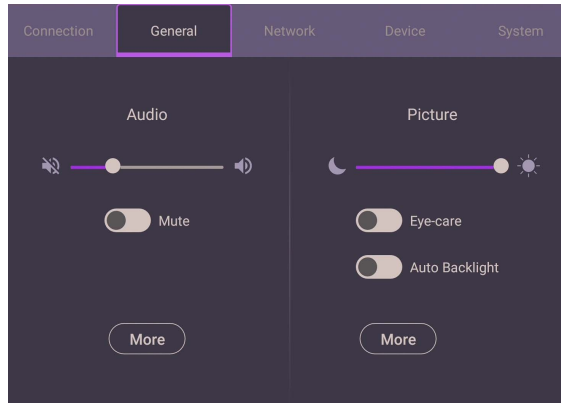 Connection General Network Device System
Audio
Picture
Mute
Eye-care
Auto Backlight
More
More